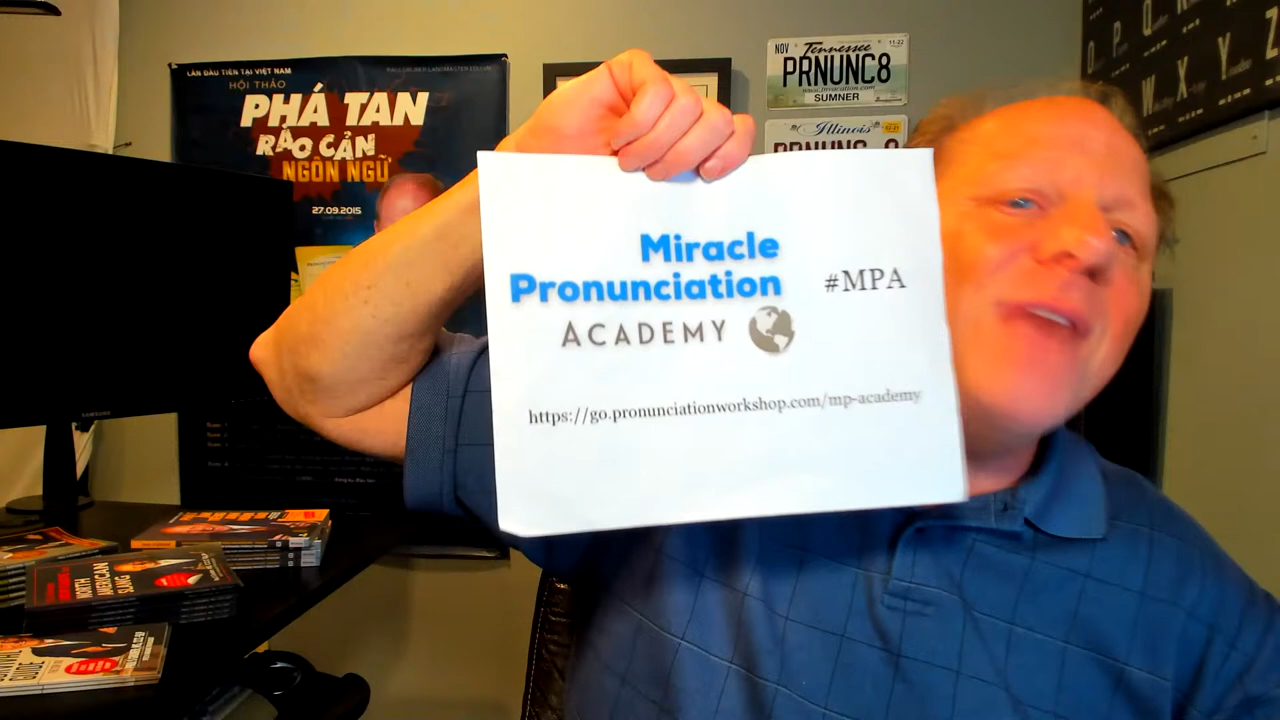 LẦN ĐẦU TIÊN TẠI VIỆT NAM
HỘI THẢO
PHÁ TAN
RÀO CẢN
NGÔN NGỮ
27.09.2015
NOV
Tennessee
11-22
PRNUNC8
SUMNER
Illinois
Miracle
Pronunciation
ACADEMY
#MPA
https://go.pronunciationworkshop.com/mp-academy
SAMSUNG
NORTH
AMERICAN
SLANG
O P Q
W X Y Z